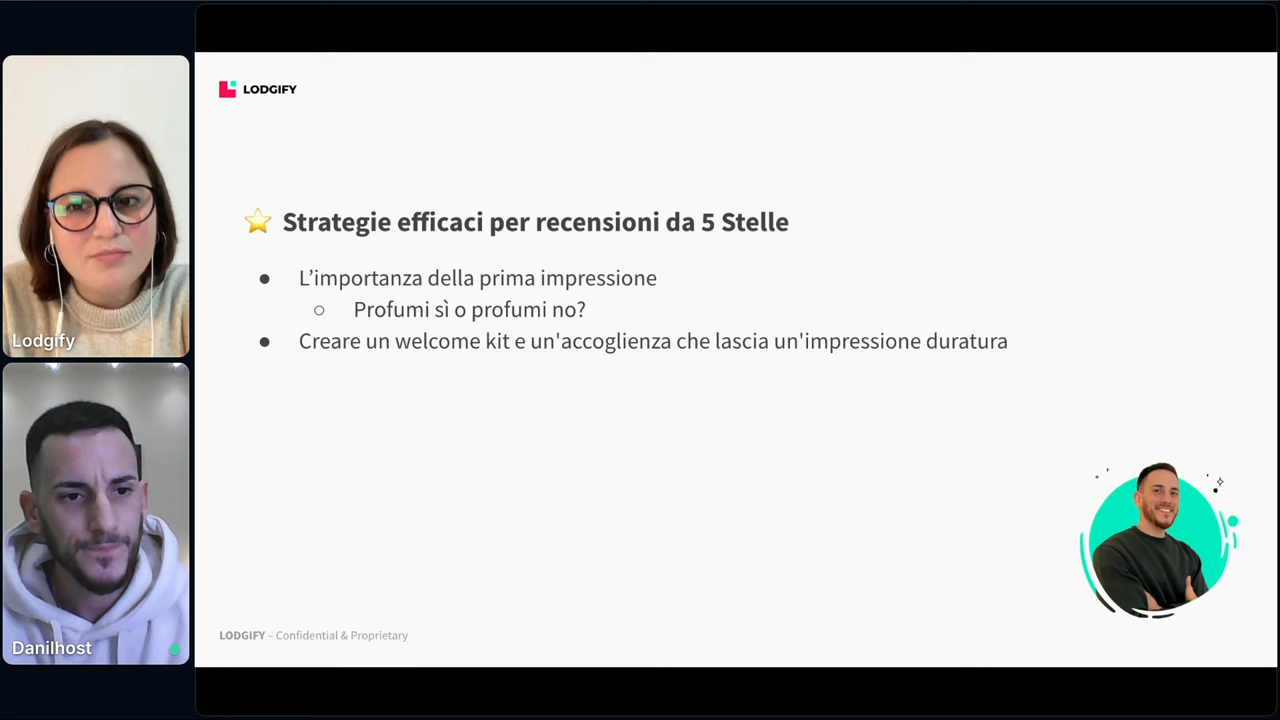 LODGIFY
⭐ Strategie efficaci per recensioni da 5 Stelle
● L’importanza della prima impressione
○ Profumi sì o profumi no?
● Creare un welcome kit e un'accoglienza che lascia un'impressione duratura
LODGIFY – Confidential & Proprietary
Lodgify
Danilhost